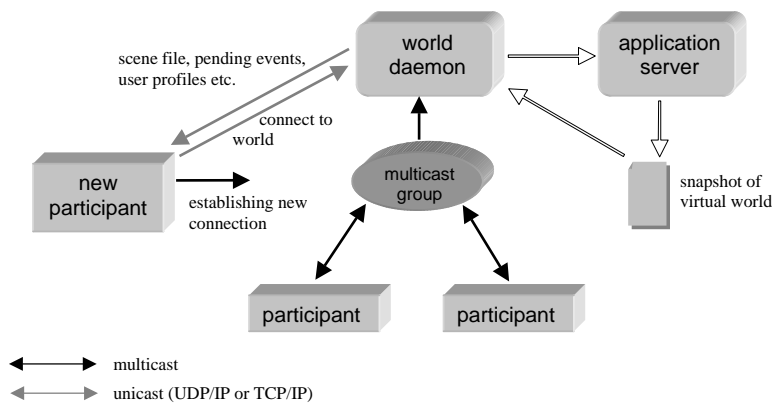 scene file, pending events,
user profiles etc.
world
daemon
application
server
connect to
world
new
participant
establishing new
connection
multicast
group
snapshot of
virtual world
participant
participant
multicast
unicast (UDP/IP or TCP/IP)